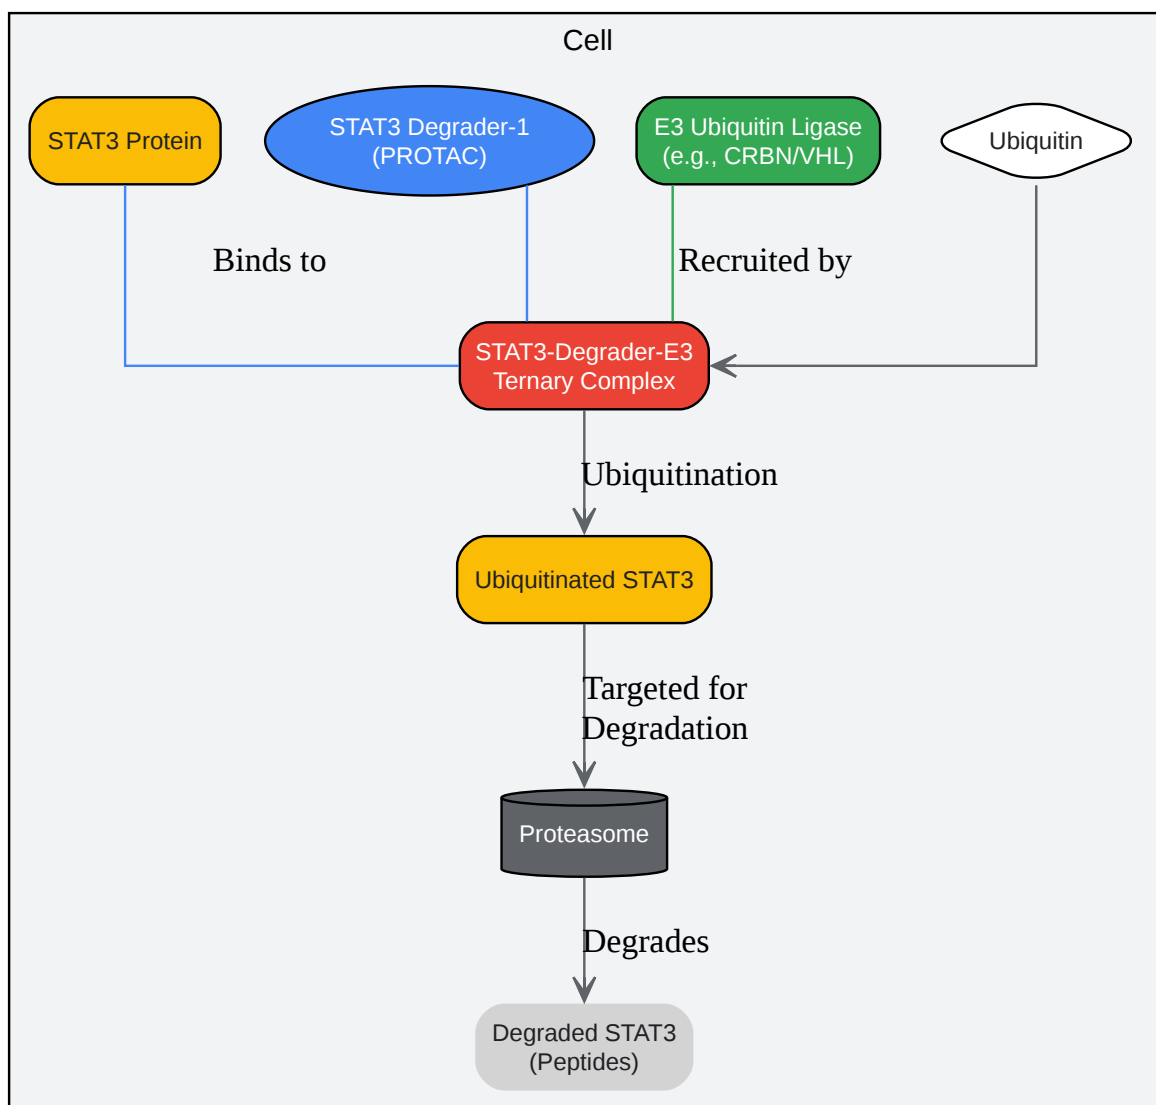 Cell
STAT3 Protein
STAT3 Degrader-1
(PROTAC)
E3 Ubiquitin Ligase
(e.g., CRBN/VHL)
Ubiquitin
Binds to
Recruited by
STAT3-Degrader-E3
Ternary Complex
Ubiquitination
Ubiquitinated STAT3
Targeted for
Degradation
Proteasome
Degrades
Degraded STAT3
(Peptides)